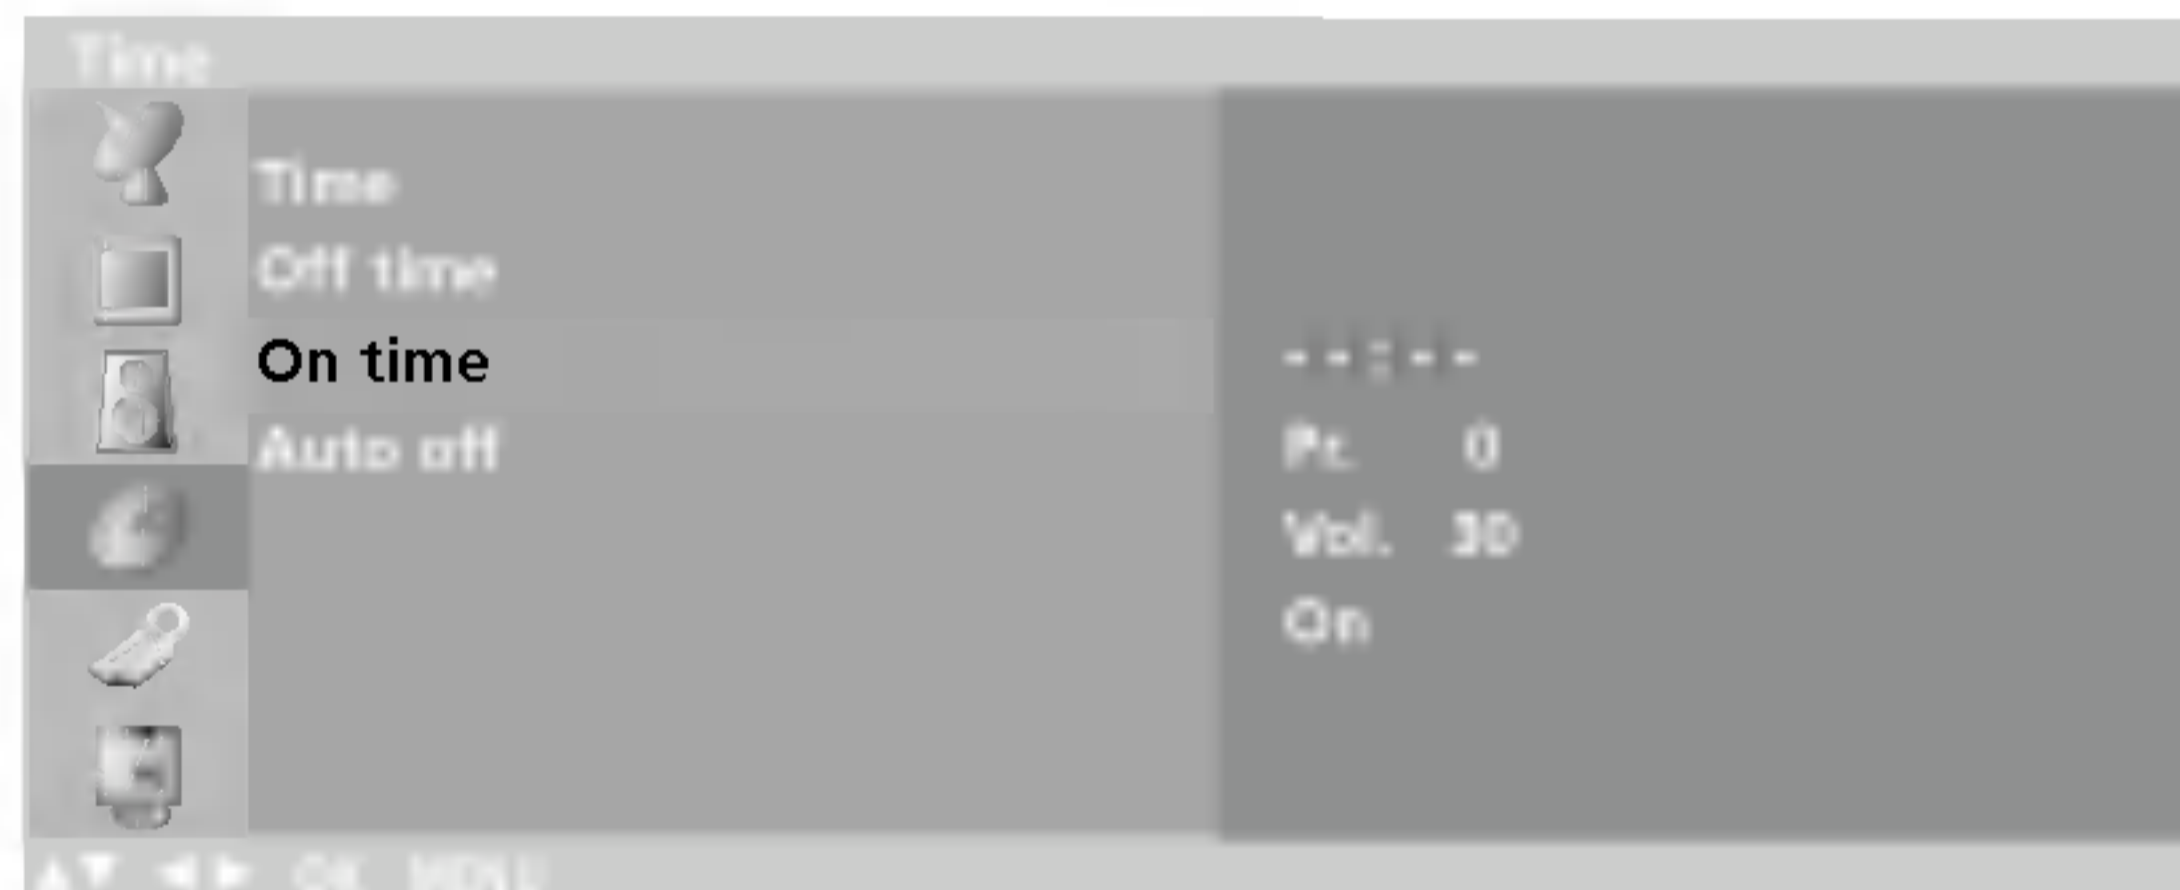 Time
Time
Off time
On time
Auto off
--:--
Pr. 0
Vol. 30
On
▲▼ ◀▶ OK MENU